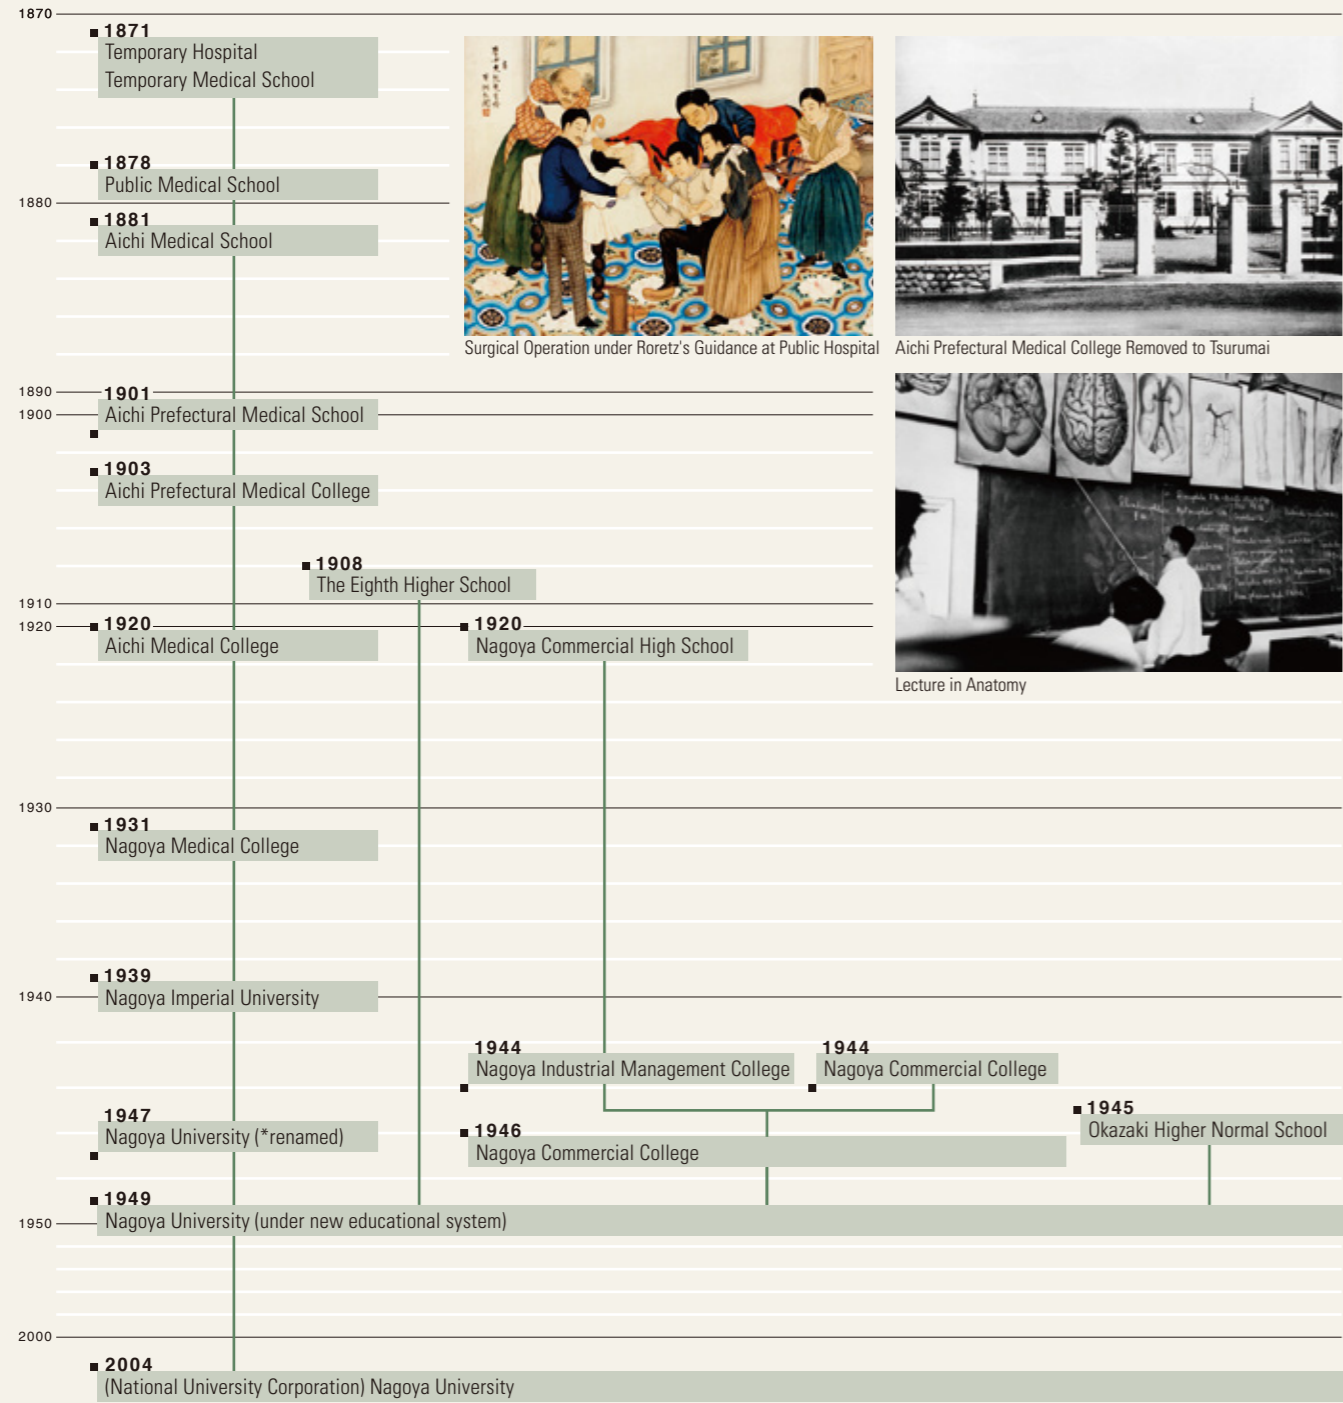 1870
1871
Temporary Hospital
Temporary Medical School
1878
Public Medical School
1880
1881
Aichi Medical School
Surgical Operation under Roretz's Guidance at Public Hospital
Aichi Prefectural Medical College Removed to Tsurumai
1890
1901
Aichi Prefectural Medical School
1900
1903
Aichi Prefectural Medical College
1908
The Eighth Higher School
1910
1920
1920
Aichi Medical College
1920
Nagoya Commercial High School
Lecture in Anatomy
1930
1931
Nagoya Medical College
1939
Nagoya Imperial University
1940
1944
Nagoya Industrial Management College
1944
Nagoya Commercial College
1945
Okazaki Higher Normal School
1947
Nagoya University (*renamed)
1946
Nagoya Commercial College
1949
Nagoya University (under new educational system)
1950
2000
2004
(National University Corporation) Nagoya University